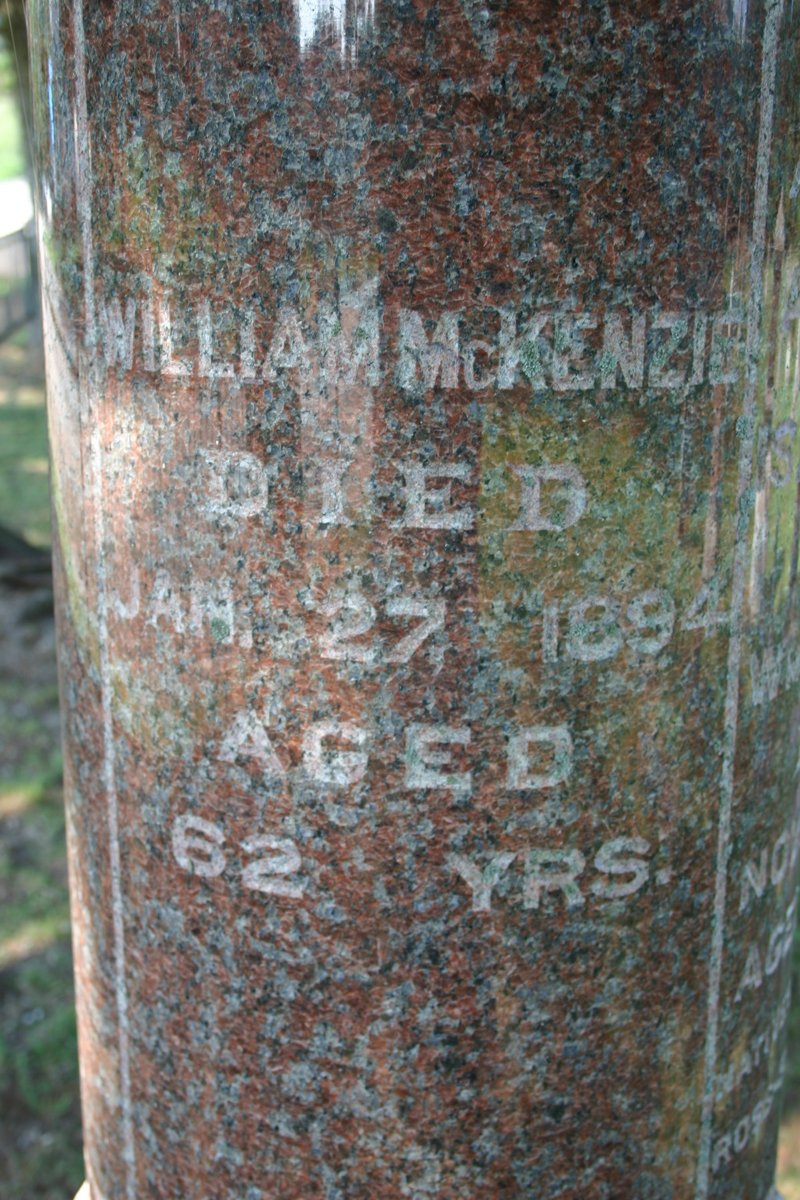 WILLIAM McKENZIE
DIED
JAN. 27 1894
AGED
62 YRS.